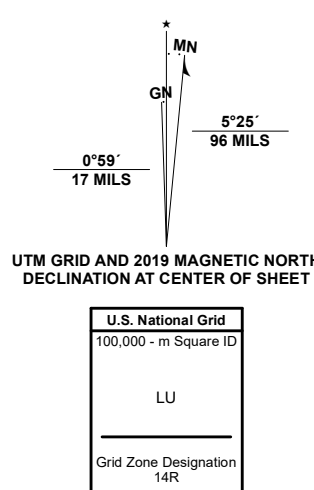 ★
MN
GN
5°25´
96 MILS
0°59´
17 MILS
UTM GRID AND 2019 MAGNETIC NORTH
DECLINATION AT CENTER OF SHEET
U.S. National Grid
100,000 - m Square ID
LU
Grid Zone Designation
14R